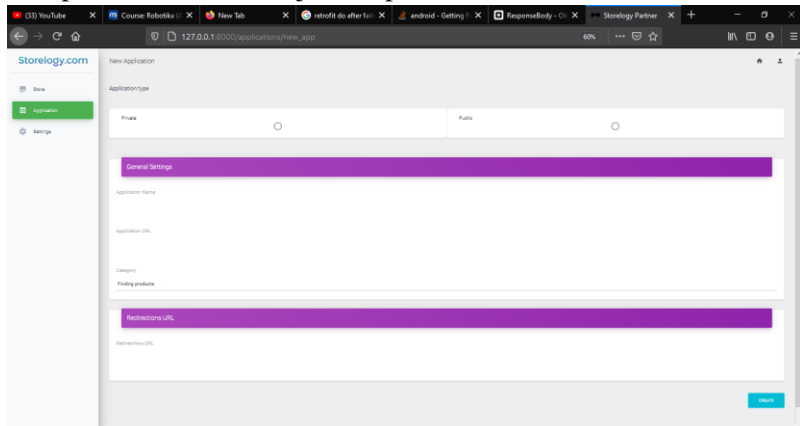 (33) YouTube
Course: Robotika (
New Tab
retrofit do after fail
android - Getting
ResponseBody - O
Storelogy Partner
127.0.0.1:8000/applications/new_app
60%
Storelogy.com
New Application
Store
Application
Settings
Application type
Private
Public
General Settings
Application Name
Application URL
Category
Finding products
Redirections URL
Redirections URL
CREATE